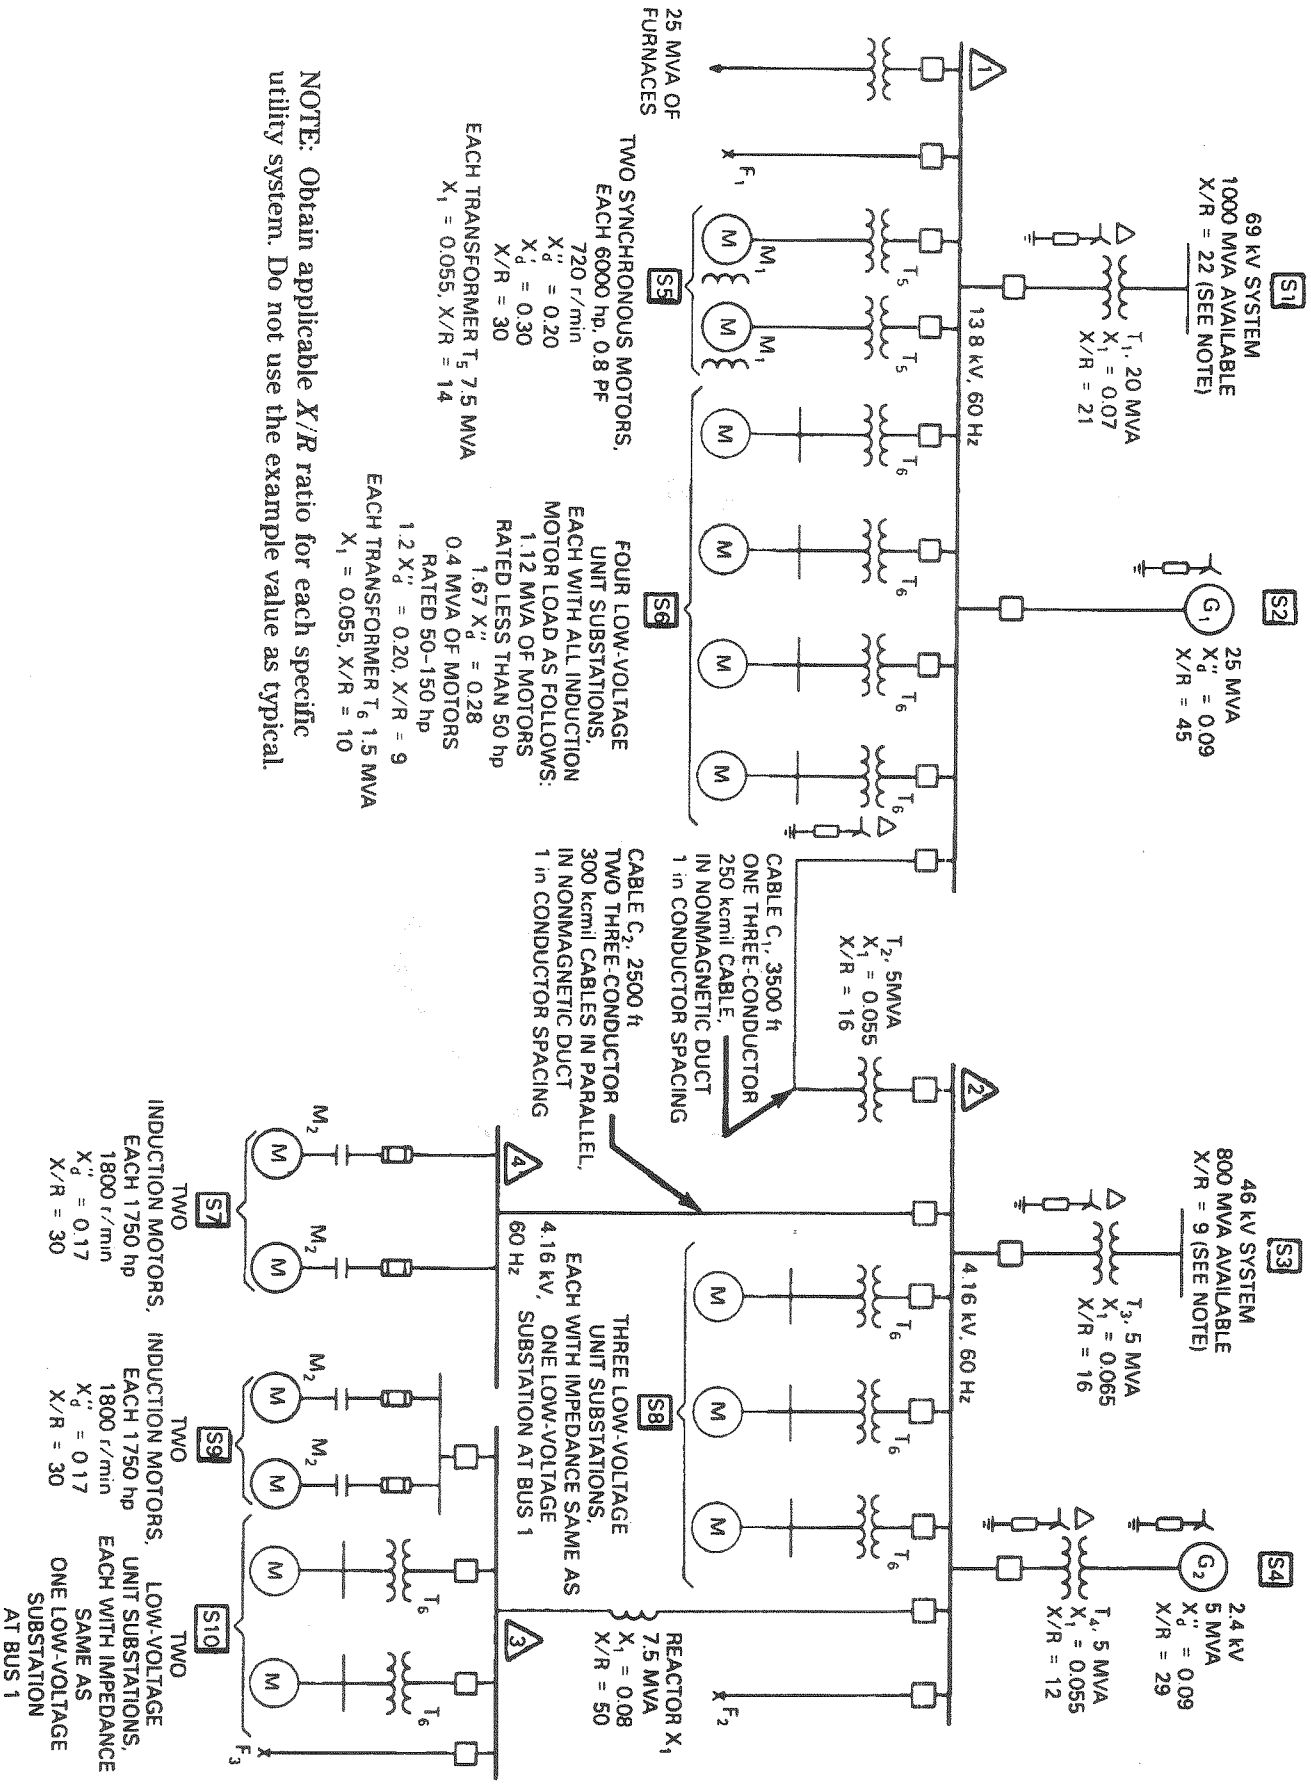 S1
69 kV SYSTEM
1000 MVA AVAILABLE
X/R = 22 (SEE NOTE)
T1, 20 MVA
X1 = 0.07
X/R = 21
S2
G1
25 MVA
X''d = 0.09
X/R = 45
1
13.8 kV, 60 Hz
25 MVA OF
FURNACES
F1
T5
T5
T6
T6
T6
T6
M1
M1
M
M
M
M
M
M
S5
TWO SYNCHRONOUS MOTORS,
EACH 6000 hp, 0.8 PF
720 r/min
X''d = 0.20
X'd = 0.30
X/R = 30
EACH TRANSFORMER T5 7.5 MVA
X1 = 0.055, X/R = 14
S6
FOUR LOW-VOLTAGE
UNIT SUBSTATIONS,
EACH WITH ALL INDUCTION
MOTOR LOAD AS FOLLOWS:
1.12 MVA OF MOTORS
RATED LESS THAN 50 hp
1.67 X''d = 0.28
0.4 MVA OF MOTORS
RATED 50-150 hp
1.2 X''d = 0.20, X/R = 9
EACH TRANSFORMER T6 1.5 MVA
X1 = 0.055, X/R = 10
NOTE: Obtain applicable X/R ratio for each specific
utility system. Do not use the example value as typical.
S3
46 kV SYSTEM
800 MVA AVAILABLE
X/R = 9 (SEE NOTE)
T3, 5 MVA
X1 = 0.065
X/R = 16
S4
G2
2.4 kV
5 MVA
X''d = 0.09
X/R = 29
T4, 5 MVA
X1 = 0.055
X/R = 12
2
4.16 kV, 60 Hz
T2, 5MVA
X1 = 0.055
X/R = 16
CABLE C1, 3500 ft
ONE THREE-CONDUCTOR
250 kcmil CABLE,
IN NONMAGNETIC DUCT
1 in CONDUCTOR SPACING
CABLE C2, 2500 ft
TWO THREE-CONDUCTOR
300 kcmil CABLES IN PARALLEL,
IN NONMAGNETIC DUCT
1 in CONDUCTOR SPACING
T6
T6
T6
M
M
M
S8
THREE LOW-VOLTAGE
UNIT SUBSTATIONS,
EACH WITH IMPEDANCE SAME AS
ONE LOW-VOLTAGE
SUBSTATION AT BUS 1
REACTOR X1
7.5 MVA
X1 = 0.08
X/R = 50
F2
4
4.16 kV,
60 Hz
3
M2
M2
M2
M2
T6
T6
M
M
M
M
M
M
F3
S7
TWO
INDUCTION MOTORS,
EACH 1750 hp
1800 r/min
X''d = 0.17
X/R = 30
S9
TWO
INDUCTION MOTORS,
EACH 1750 hp
1800 r/min
X''d = 0.17
X/R = 30
S10
TWO
LOW-VOLTAGE
UNIT SUBSTATIONS,
EACH WITH IMPEDANCE
SAME AS
ONE LOW-VOLTAGE
SUBSTATION
AT BUS 1